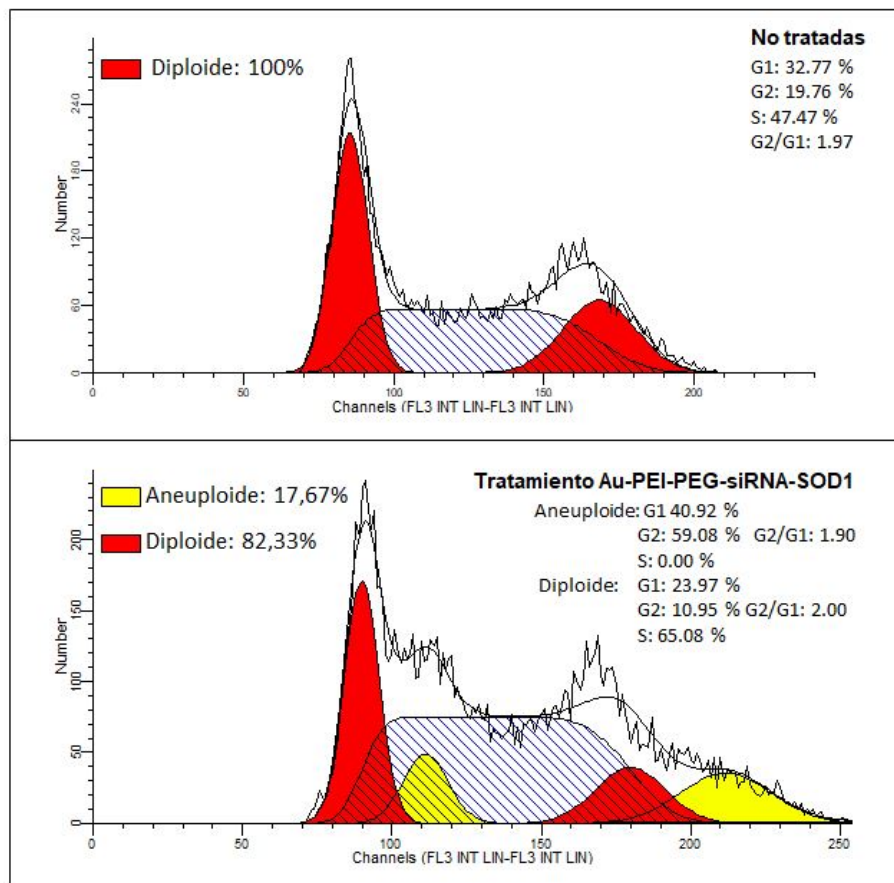 No tratadas
Diploide: 100%
G1: 32.77 %
G2: 19.76 %
S: 47.47 %
G2/G1: 1.97
Number
240
180
120
60
0
0 50 100 150 200
Channels (FL3 INT LIN-FL3 INT LIN)
Tratamiento Au-PEI-PEG-siRNA-SOD1
Aneuploide: 17,67%
Diploide: 82,33%
Aneuploide: G1 40.92 %
G2: 59.08 % G2/G1: 1.90
S: 0.00 %
Diploide: G1: 23.97 %
G2: 10.95 % G2/G1: 2.00
S: 65.08 %
Number
200
150
100
50
0
0 50 100 150 200 250
Channels (FL3 INT LIN-FL3 INT LIN)